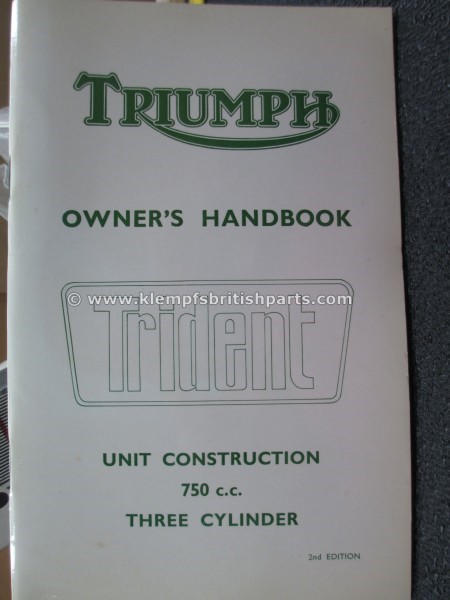 TRIUMPH
OWNER'S HANDBOOK
© www.klempfsbritishparts.com
Trident
UNIT CONSTRUCTION
750 c.c.
THREE CYLINDER
2nd EDITION